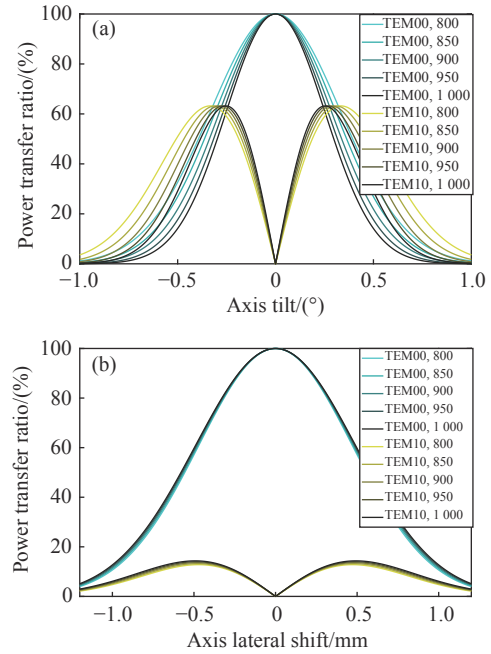 (a)
Power transfer ratio/(%)
100
80
60
40
20
0
TEM00, 800
TEM00, 850
TEM00, 900
TEM00, 950
TEM00, 1 000
TEM10, 800
TEM10, 850
TEM10, 900
TEM10, 950
TEM10, 1 000
−1.0 −0.5 0 0.5 1.0
Axis tilt/(°)
(b)
Power transfer ratio/(%)
100
80
60
40
20
0
TEM00, 800
TEM00, 850
TEM00, 900
TEM00, 950
TEM00, 1 000
TEM10, 800
TEM10, 850
TEM10, 900
TEM10, 950
TEM10, 1 000
−1.0 −0.5 0 0.5 1.0
Axis lateral shift/mm